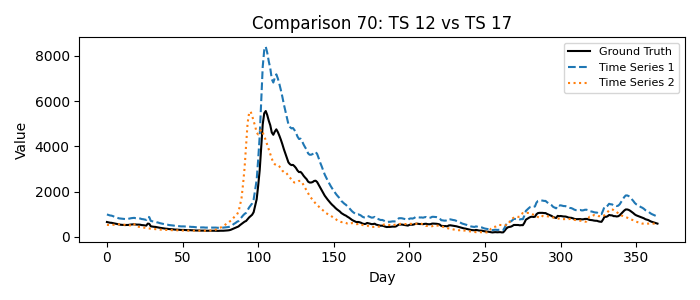 Comparison 70: TS 12 vs TS 17
Ground Truth
Time Series 1
Time Series 2
Value
8000
6000
4000
2000
0
0 50 100 150 200 250 300 350
Day